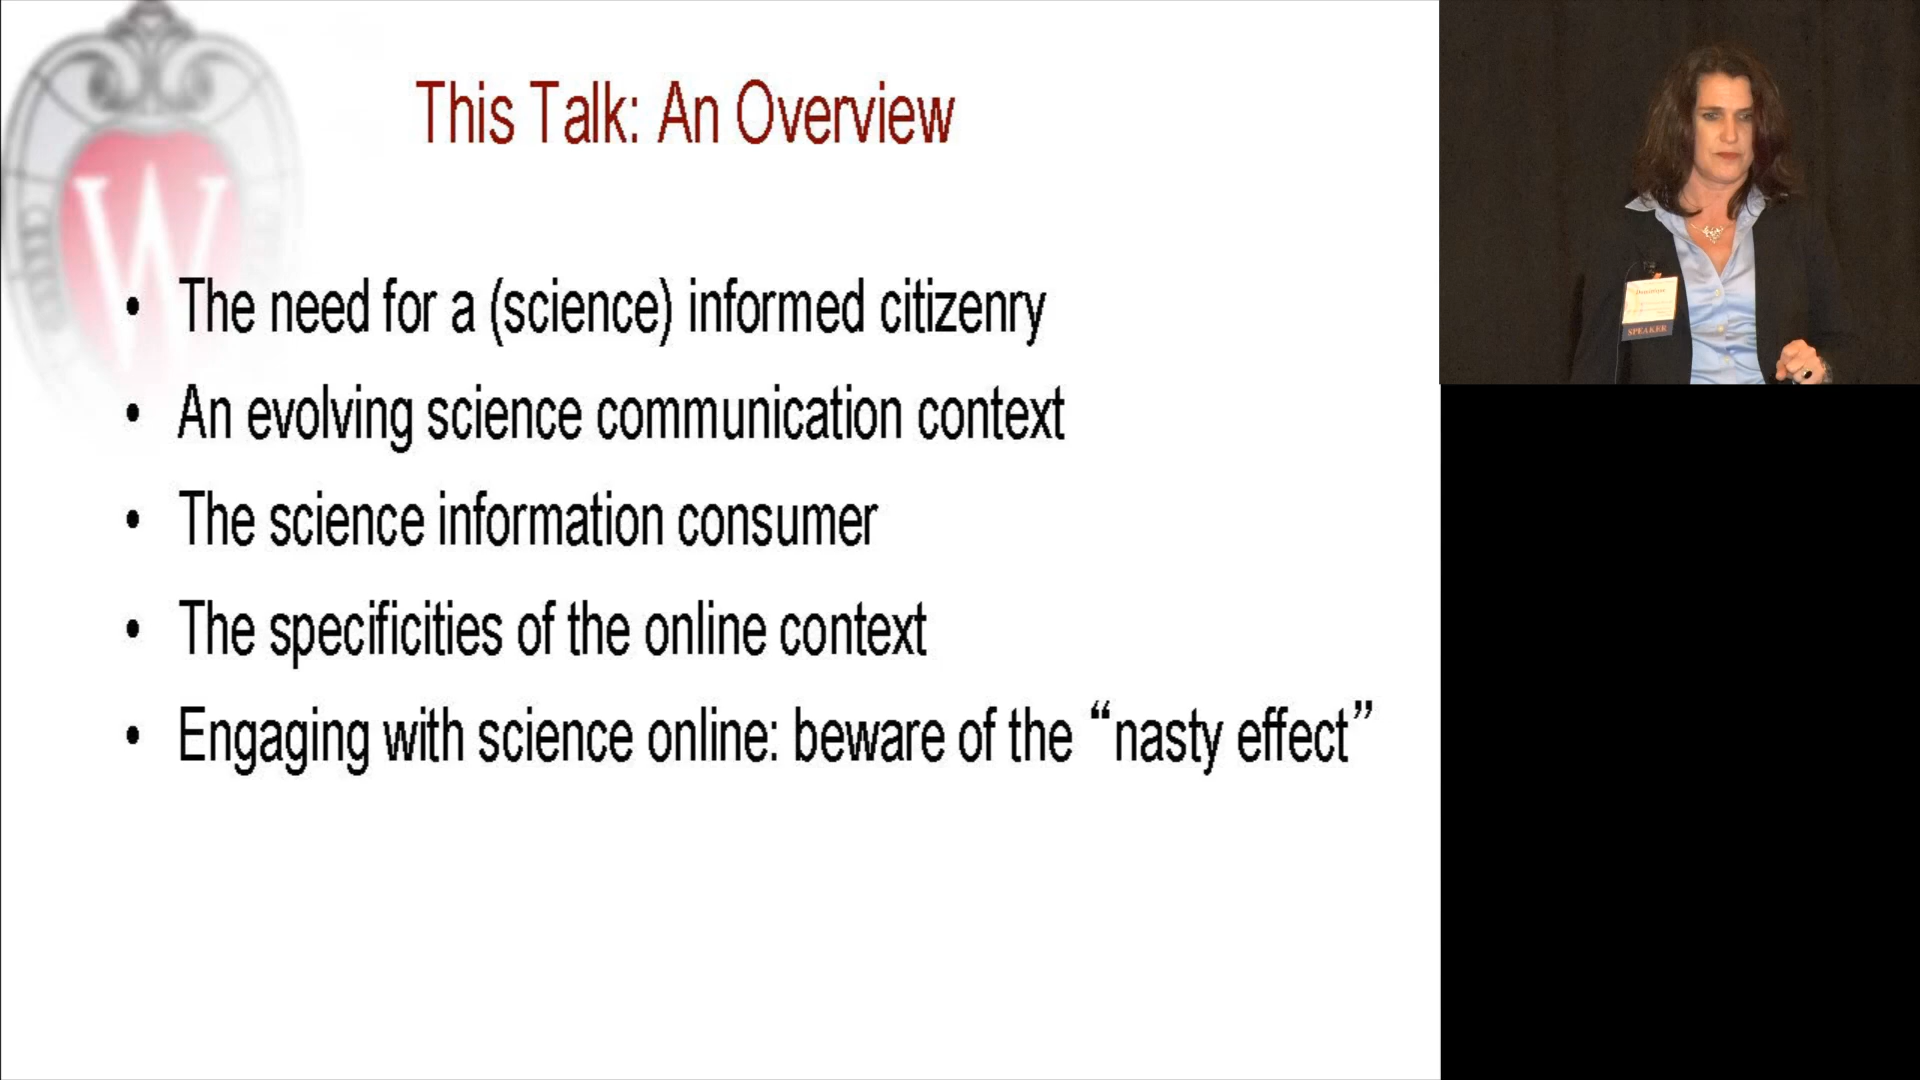 This Talk: An Overview
W
• The need for a (science) informed citizenry
• An evolving science communication context
• The science information consumer
• The specificities of the online context
• Engaging with science online: beware of the “nasty effect”
SPEAKER